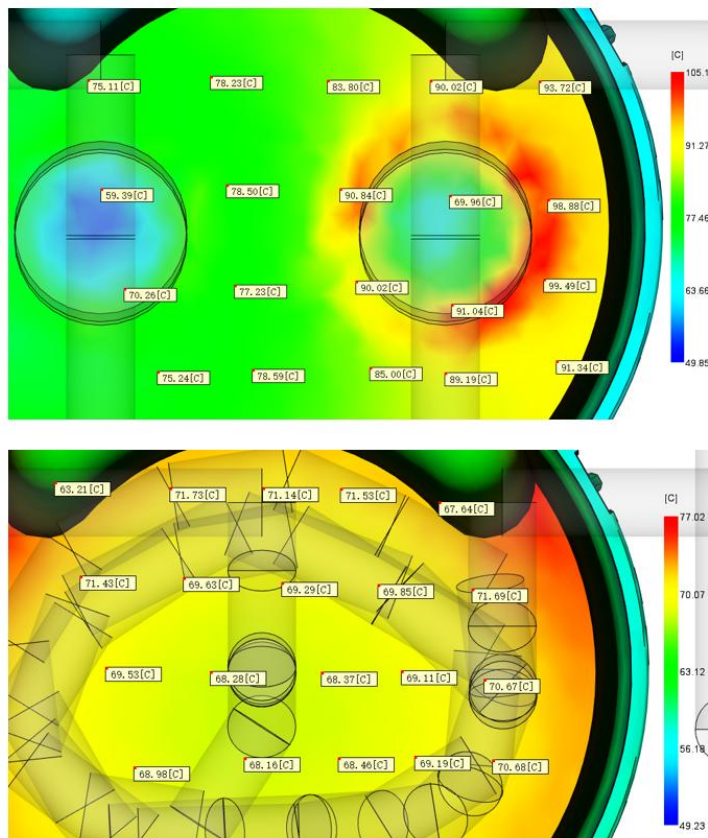 [C]
105.1
75.11[C] 78.23[C] 83.80[C] 90.02[C] 93.72[C]
91.27
59.39[C] 78.50[C] 90.84[C] 69.96[C] 98.88[C]
77.46
70.26[C] 77.23[C] 90.02[C] 91.04[C] 99.49[C]
63.66
75.24[C] 78.59[C] 85.00[C] 89.19[C] 91.34[C]
49.85
63.21[C] 71.73[C] 71.14[C] 71.53[C] 67.64[C]
[C]
77.02
71.43[C] 69.63[C] 69.29[C] 69.85[C] 71.69[C]
70.07
69.53[C] 68.28[C] 68.37[C] 69.11[C] 70.67[C]
63.12
68.98[C] 68.16[C] 68.46[C] 69.19[C] 70.68[C]
56.18
49.23